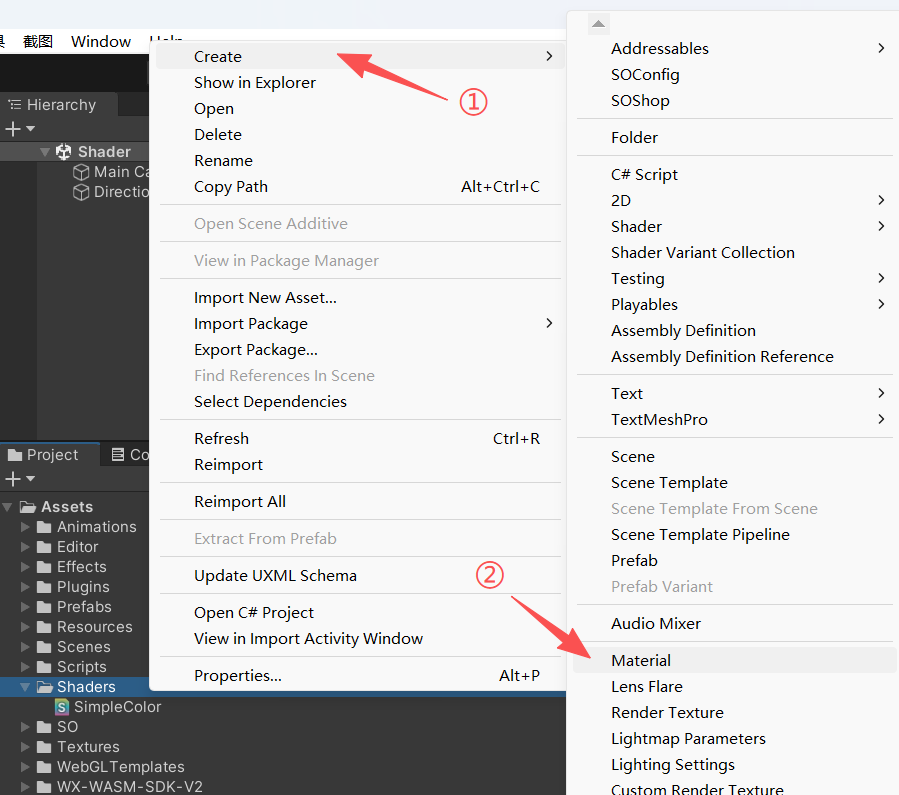 截图 Window Help
Hierarchy
Shader
Main Ca
Directio
Project
Co
Assets
Animations
Editor
Effects
Plugins
Prefabs
Resources
Scenes
Scripts
Shaders
SimpleColor
SO
Textures
WebGLTemplates
WX-WASM-SDK-V2
Create
①
Show in Explorer
Open
Delete
Rename
Copy Path Alt+Ctrl+C
Open Scene Additive
View in Package Manager
Import New Asset...
Import Package
Export Package...
Find References In Scene
Select Dependencies
Refresh Ctrl+R
Reimport
Reimport All
Extract From Prefab
Update UXML Schema
②
Open C# Project
View in Import Activity Window
Properties... Alt+P
Addressables
SOConfig
SOShop
Folder
C# Script
2D
Shader
Shader Variant Collection
Testing
Playables
Assembly Definition
Assembly Definition Reference
Text
TextMeshPro
Scene
Scene Template
Scene Template From Scene
Scene Template Pipeline
Prefab
Prefab Variant
Audio Mixer
Material
Lens Flare
Render Texture
Lightmap Parameters
Lighting Settings
Custom Render Texture